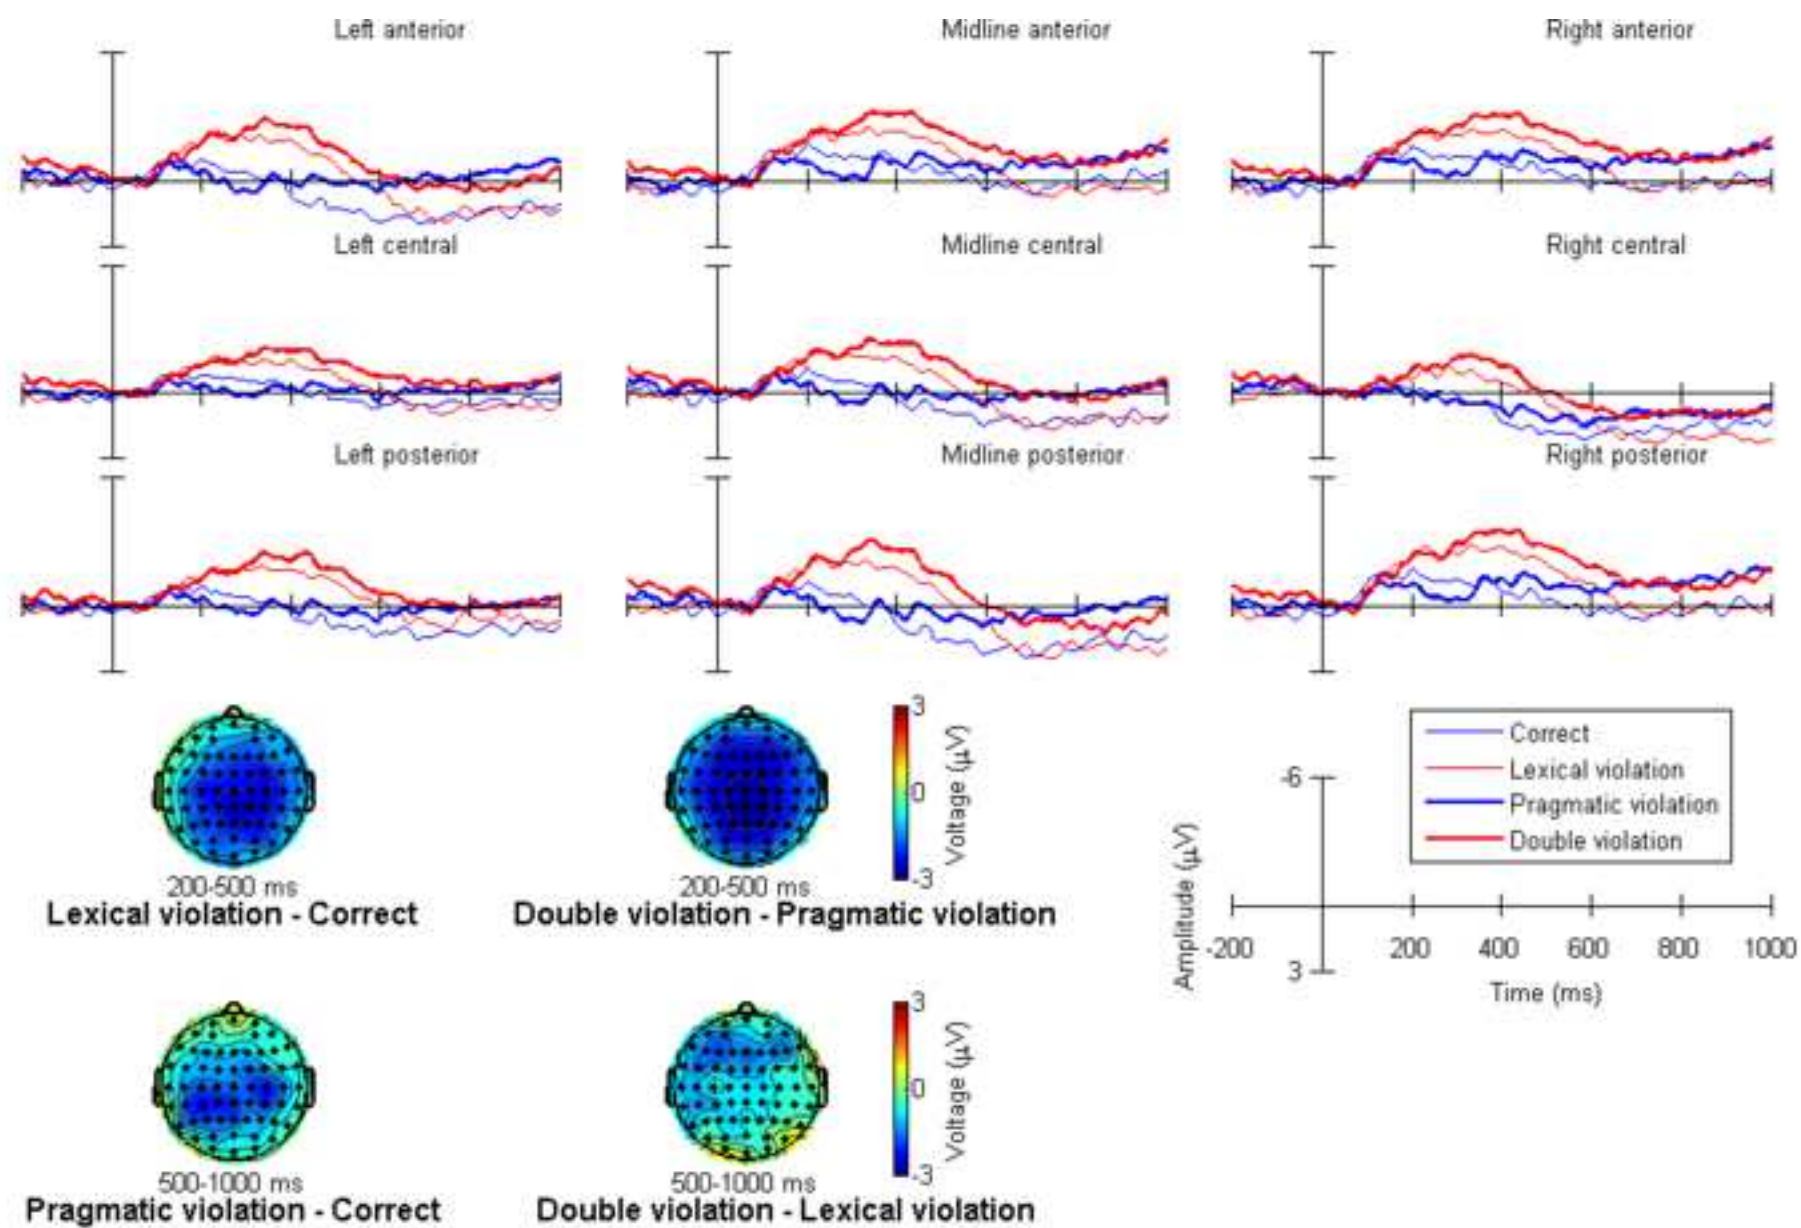 Left anterior
Midline anterior
Right anterior
Left central
Midline central
Right central
Left posterior
Midline posterior
Right posterior
3
0
-3
Voltage (μV)
200-500 ms
200-500 ms
Lexical violation - Correct
Double violation - Pragmatic violation
Correct
Lexical violation
Pragmatic violation
Double violation
-6
3
Amplitude (μV)
-200
200
400
600
800
1000
Time (ms)
3
0
-3
Voltage (μV)
500-1000 ms
500-1000 ms
Pragmatic violation - Correct
Double violation - Lexical violation